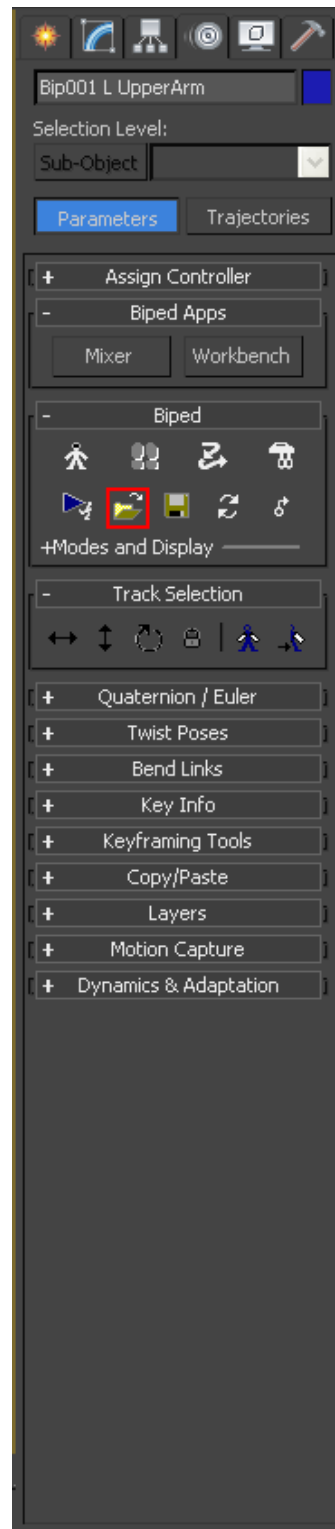 Bip001 L UpperArm
Selection Level:
Sub-Object
Parameters Trajectories
+ Assign Controller
- Biped Apps
Mixer Workbench
- Biped
+Modes and Display
- Track Selection
+ Quaternion / Euler
+ Twist Poses
+ Bend Links
+ Key Info
+ Keyframing Tools
+ Copy/Paste
+ Layers
+ Motion Capture
+ Dynamics & Adaptation